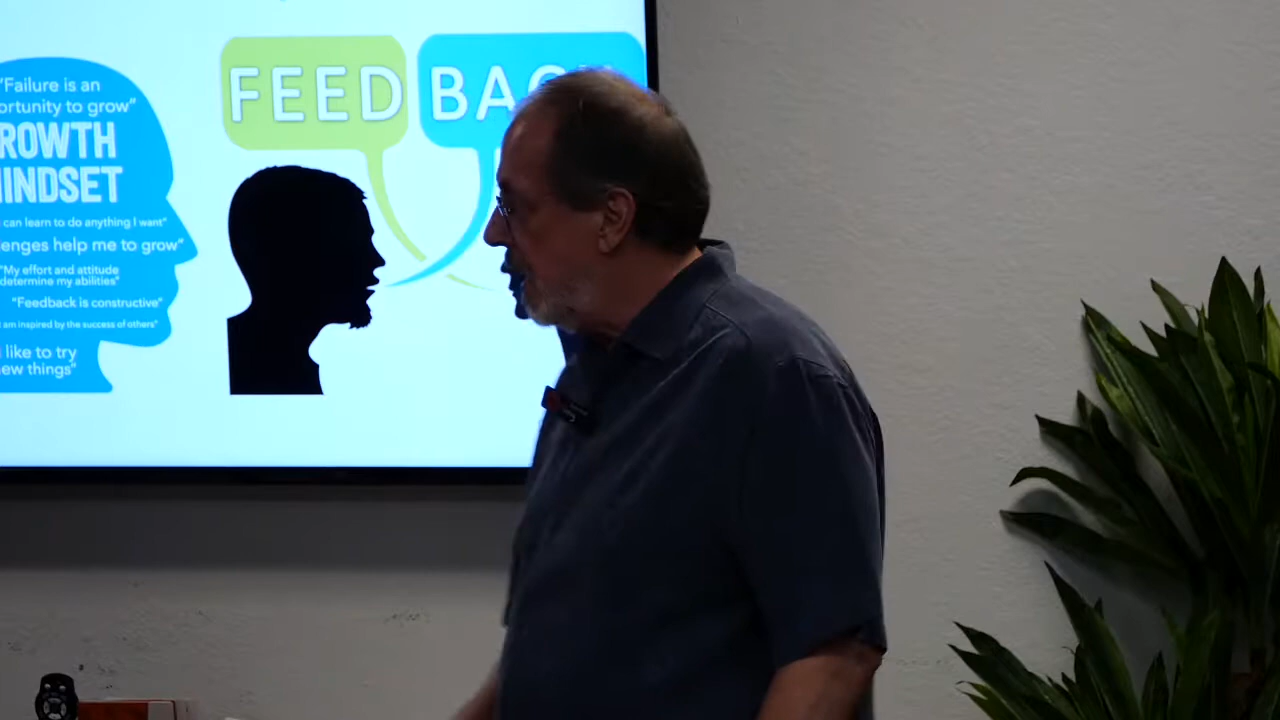 "Failure is an
ortunity to grow"
ROWTH
INDSET
can learn to do anything I want"
enges help me to grow"
"My effort and attitude
determine my abilities"
"Feedback is constructive"
am inspired by the success of others"
like to try
ew things"
FEED BAC